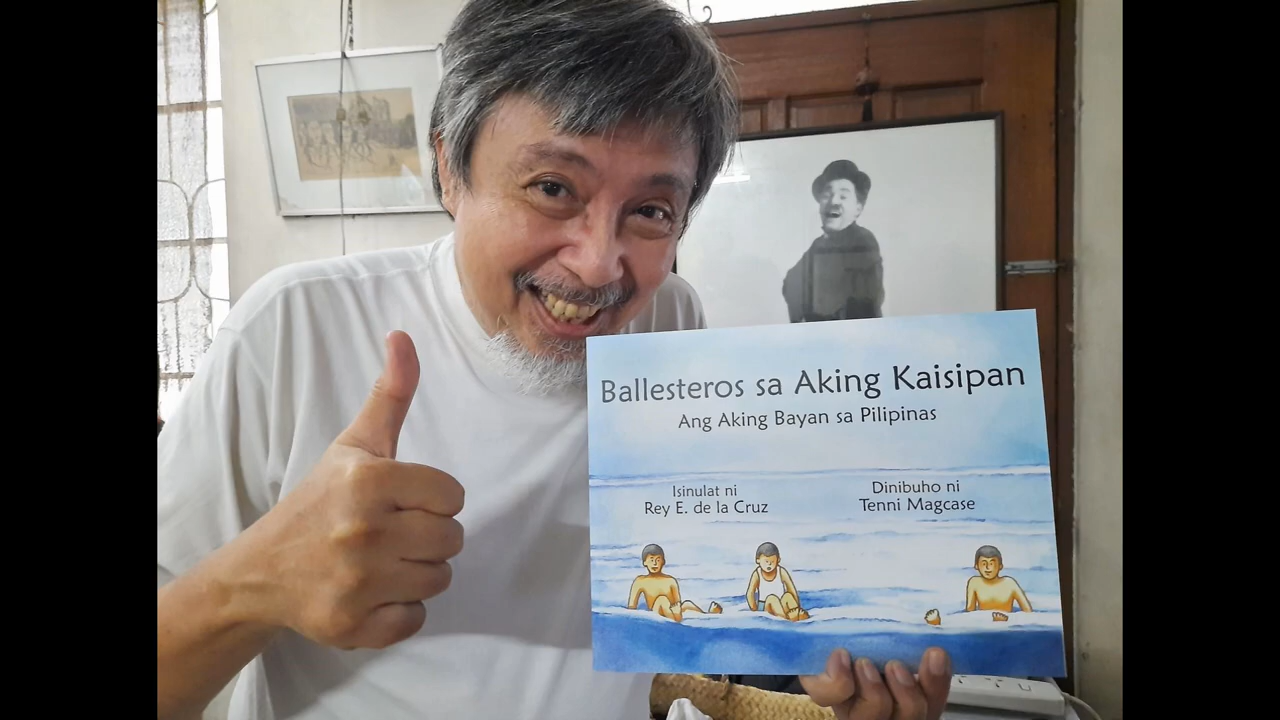 Ballesteros sa Aking Kaisipan
Ang Aking Bayan sa Pilipinas
Isinulat ni
Rey E. de la Cruz
Dinibuho ni
Tenni Magcase